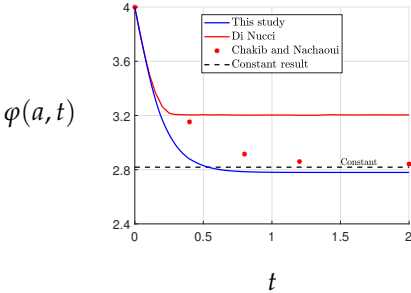 4
3.6
3.2
2.8
2.4
0
0.5
1
1.5
2
φ(a, t)
t
This study
Di Nucci
Chakib and Nachaoui
Constant result
Constant